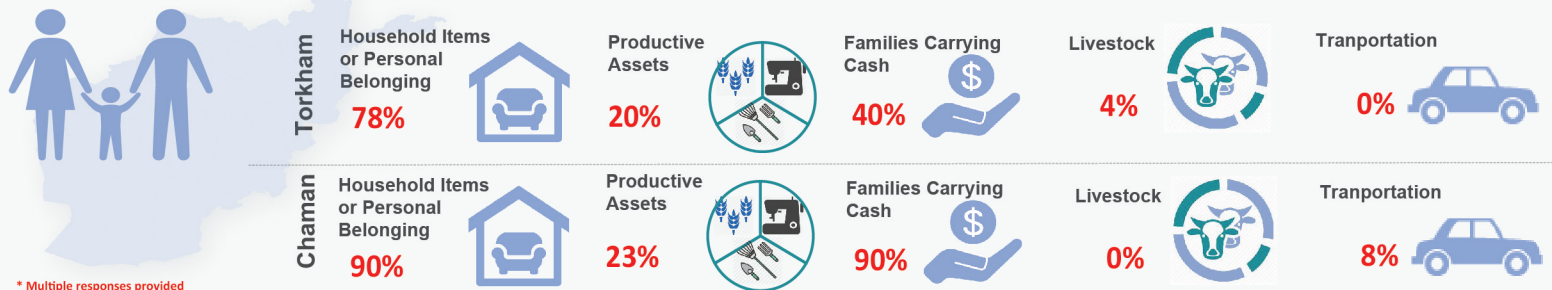 Torkham
Household Items
or Personal
Belonging
78%
Productive
Assets
20%
Families Carrying
Cash
$
40%
Livestock
4%
Tranportation
0%
Chaman
Household Items
or Personal
Belonging
90%
Productive
Assets
23%
Families Carrying
Cash
$
90%
Livestock
0%
Tranportation
8%
* Multiple responses provided